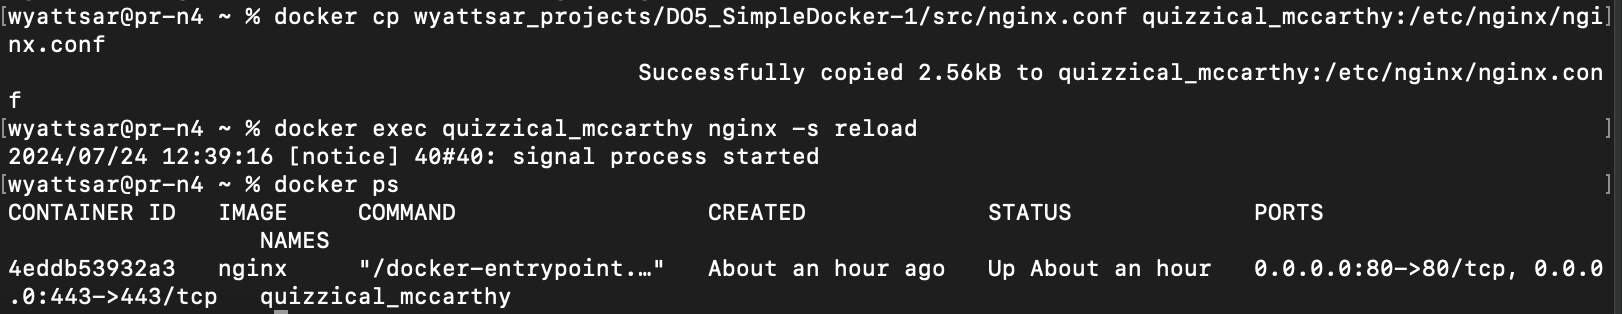 [wyattsar@pr-n4 ~ % docker cp wyattsar_projects/DO5_SimpleDocker-1/src/nginx.conf quizzical_mccarthy:/etc/nginx/ngi]
nx.conf
Successfully copied 2.56kB to quizzical_mccarthy:/etc/nginx/nginx.con
f
[wyattsar@pr-n4 ~ % docker exec quizzical_mccarthy nginx -s reload ]
2024/07/24 12:39:16 [notice] 40#40: signal process started
[wyattsar@pr-n4 ~ % docker ps ]
CONTAINER ID   IMAGE     COMMAND                  CREATED             STATUS             PORTS
NAMES
4eddb53932a3   nginx     "/docker-entrypoint.…"   About an hour ago   Up About an hour   0.0.0.0:80->80/tcp, 0.0.0
.0:443->443/tcp   quizzical_mccarthy